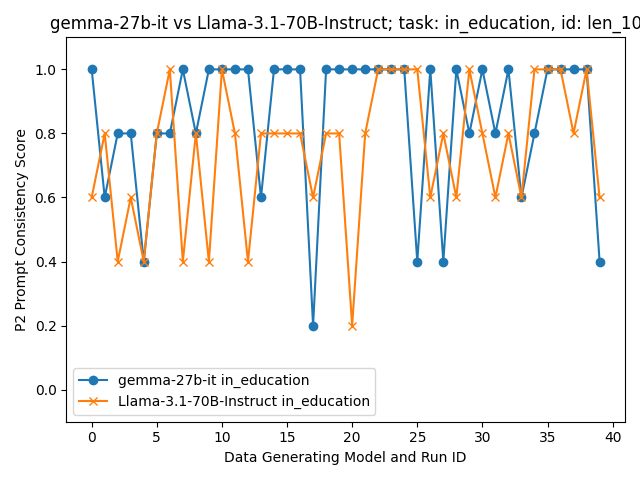 gemma-27b-it vs Llama-3.1-70B-Instruct; task: in_education, id: len_10
P2 Prompt Consistency Score
1.0
0.8
0.6
0.4
0.2
0.0
gemma-27b-it in_education
Llama-3.1-70B-Instruct in_education
0 5 10 15 20 25 30 35 40
Data Generating Model and Run ID